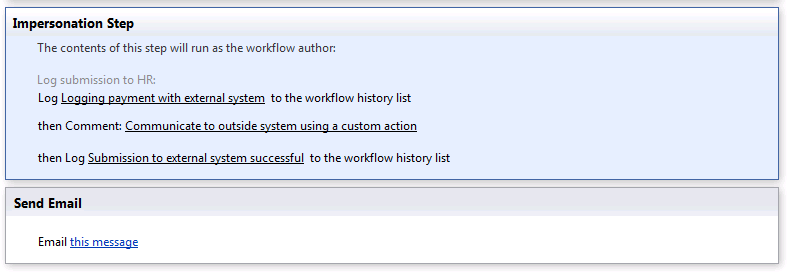 Impersonation Step
The contents of this step will run as the workflow author:
Log submission to HR:
Log Logging payment with external system to the workflow history list
then Comment: Communicate to outside system using a custom action
then Log Submission to external system successful to the workflow history list
Send Email
Email this message